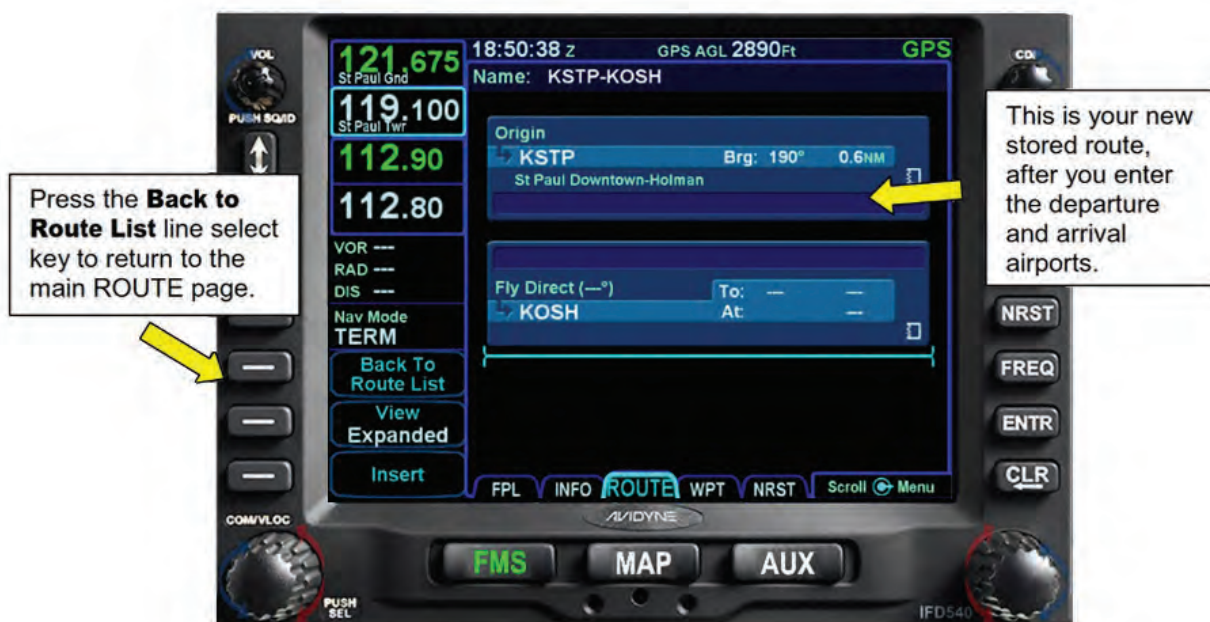 VOL
PUSH SQ/ID
121.675
St Paul Gnd
119.100
St Paul Twr
112.90
112.80
VOR ---
RAD ---
DIS ---
Nav Mode
TERM
Back To
Route List
View
Expanded
Insert
18:50:38 Z GPS AGL 2890Ft GPS
Name: KSTP-KOSH
Origin
KSTP Brg: 190° 0.6NM
St Paul Downtown-Holman
Fly Direct (---°) To: --- ---
KOSH At: ---
FPL INFO ROUTE WPT NRST Scroll Menu
Press the Back to
Route List line select
key to return to the
main ROUTE page.
This is your new
stored route,
after you enter
the departure
and arrival
airports.
NRST
FREQ
ENTR
CLR
COM/VLOC
AVIDYNE
FMS MAP AUX
PUSH
SEL
IFD540